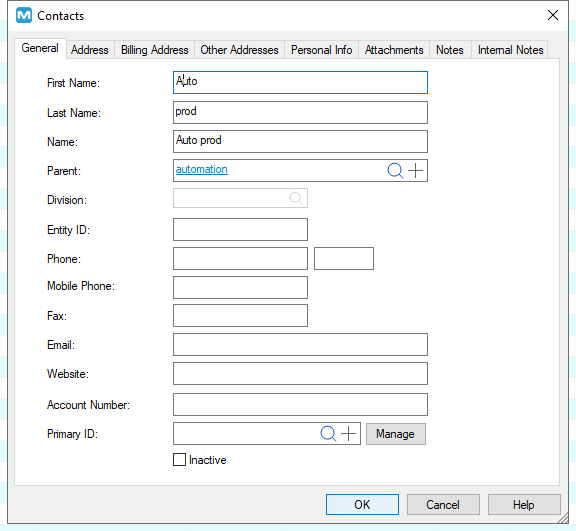 M Contacts
General Address Billing Address Other Addresses Personal Info Attachments Notes Internal Notes
First Name: Auto
Last Name: prod
Name: Auto prod
Parent: automation
Division:
Entity ID:
Phone:
Mobile Phone:
Fax:
Email:
Website:
Account Number:
Primary ID: Manage
Inactive
OK Cancel Help